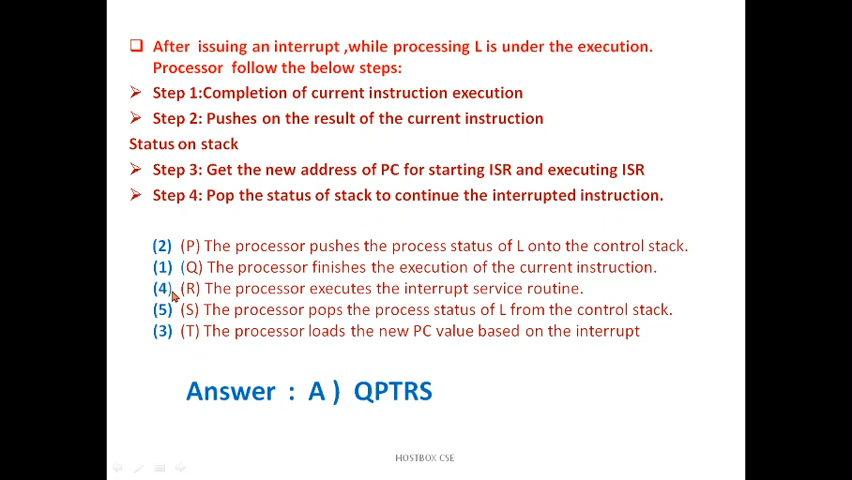 After issuing an interrupt ,while processing L is under the execution.
Processor follow the below steps:
Step 1:Completion of current instruction execution
Step 2: Pushes on the result of the current instruction
Status on stack
Step 3: Get the new address of PC for starting ISR and executing ISR
Step 4: Pop the status of stack to continue the interrupted instruction.
(2) (P) The processor pushes the process status of L onto the control stack.
(1) (Q) The processor finishes the execution of the current instruction.
(4) (R) The processor executes the interrupt service routine.
(5) (S) The processor pops the process status of L from the control stack.
(3) (T) The processor loads the new PC value based on the interrupt
Answer : A ) QPTRS
HOSTBOX CSE